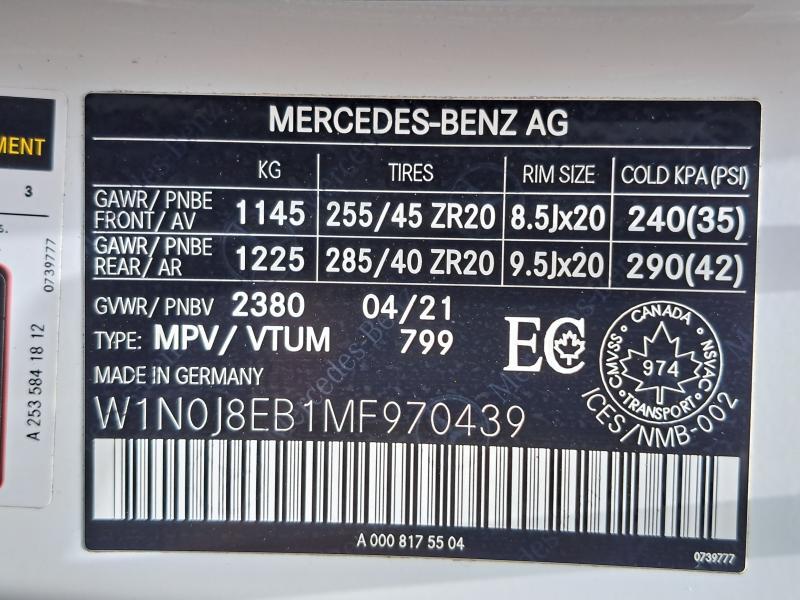 MERCEDES-BENZ AG
KG TIRES RIM SIZE COLD KPA (PSI)
GAWR/ PNBE
FRONT/ AV 1145 255/45 ZR20 8.5Jx20 240(35)
GAWR/ PNBE
REAR/ AR 1225 285/40 ZR20 9.5Jx20 290(42)
GVWR/ PNBV 2380 04/21
TYPE: MPV/ VTUM 799
MADE IN GERMANY
W1N0J8EB1MF970439
EC
CANADA
CMVSS
974
NSVAC
TRANSPORT
ICES/NMB-002
A 000 817 55 04
0739777
MENT
3
s.
0739777
A 253 584 18 12